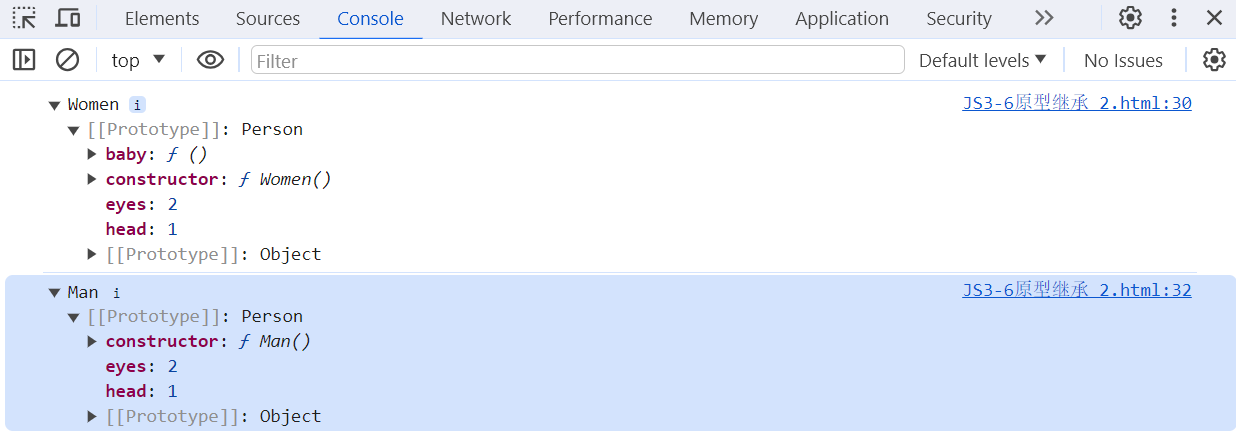 Elements Sources Console Network Performance Memory Application Security
top Filter Default levels No Issues
Women i JS3-6原型继承 2.html:30
[[Prototype]]: Person
baby: ƒ ()
constructor: ƒ Women()
eyes: 2
head: 1
[[Prototype]]: Object
Man i JS3-6原型继承 2.html:32
[[Prototype]]: Person
constructor: ƒ Man()
eyes: 2
head: 1
[[Prototype]]: Object